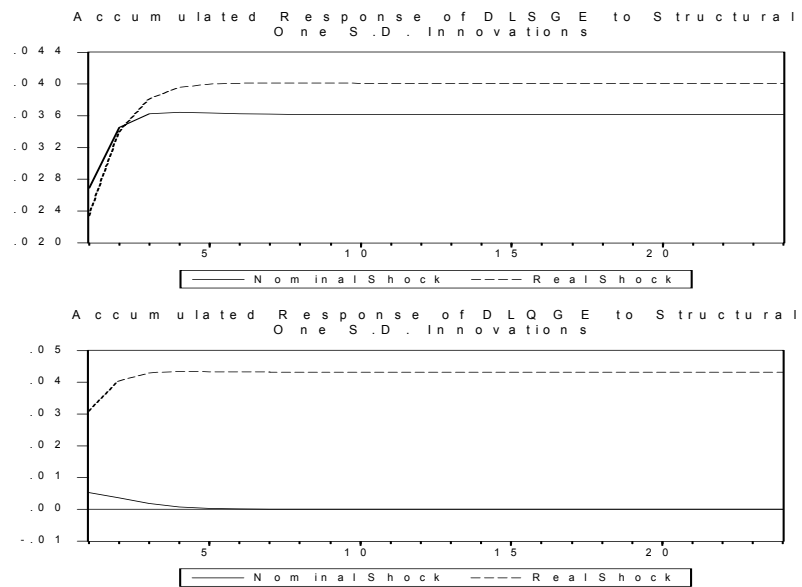 Accumulated Response of DLSGE to Structural
One S.D. Innovations
.044
.040
.036
.032
.028
.024
.020
5 10 15 20
Nominal Shock Real Shock
Accumulated Response of DLQGE to Structural
One S.D. Innovations
.05
.04
.03
.02
.01
.00
-.01
5 10 15 20
Nominal Shock Real Shock